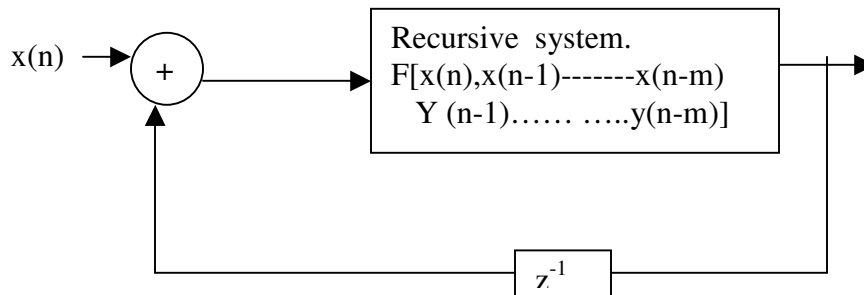 Recursive system.
x(n)
+
F[x(n),x(n-1)-------x(n-m)
Y (n-1)…… …..y(n-m)]
z⁻¹